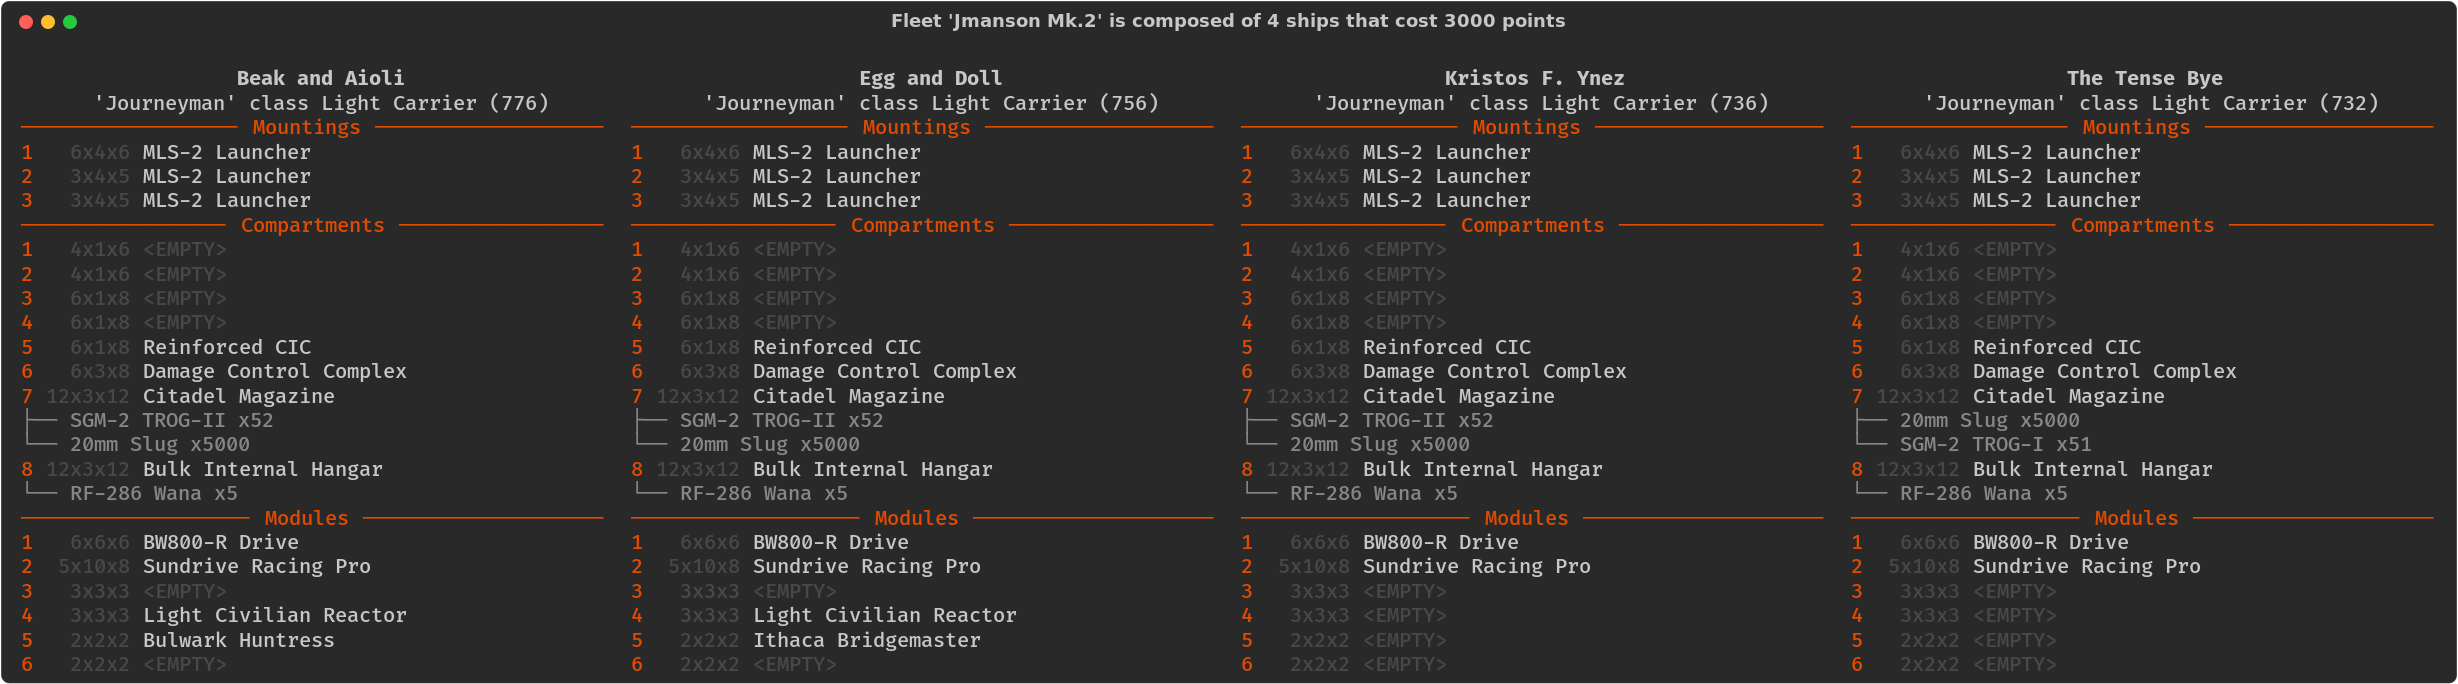 Fleet 'Jmanson Mk.2' is composed of 4 ships that cost 3000 points
Beak and Aioli
'Journeyman' class Light Carrier (776)
Mountings
1 6x4x6 MLS-2 Launcher
2 3x4x5 MLS-2 Launcher
3 3x4x5 MLS-2 Launcher
Compartments
1 4x1x6 <EMPTY>
2 4x1x6 <EMPTY>
3 6x1x8 <EMPTY>
4 6x1x8 <EMPTY>
5 6x1x8 Reinforced CIC
6 6x3x8 Damage Control Complex
7 12x3x12 Citadel Magazine
├── SGM-2 TROG-II x52
└── 20mm Slug x5000
8 12x3x12 Bulk Internal Hangar
└── RF-286 Wana x5
Modules
1 6x6x6 BW800-R Drive
2 5x10x8 Sundrive Racing Pro
3 3x3x3 <EMPTY>
4 3x3x3 Light Civilian Reactor
5 2x2x2 Bulwark Huntress
6 2x2x2 <EMPTY>
Egg and Doll
'Journeyman' class Light Carrier (756)
Mountings
1 6x4x6 MLS-2 Launcher
2 3x4x5 MLS-2 Launcher
3 3x4x5 MLS-2 Launcher
Compartments
1 4x1x6 <EMPTY>
2 4x1x6 <EMPTY>
3 6x1x8 <EMPTY>
4 6x1x8 <EMPTY>
5 6x1x8 Reinforced CIC
6 6x3x8 Damage Control Complex
7 12x3x12 Citadel Magazine
├── SGM-2 TROG-II x52
└── 20mm Slug x5000
8 12x3x12 Bulk Internal Hangar
└── RF-286 Wana x5
Modules
1 6x6x6 BW800-R Drive
2 5x10x8 Sundrive Racing Pro
3 3x3x3 <EMPTY>
4 3x3x3 Light Civilian Reactor
5 2x2x2 Ithaca Bridgemaster
6 2x2x2 <EMPTY>
Kristos F. Ynez
'Journeyman' class Light Carrier (736)
Mountings
1 6x4x6 MLS-2 Launcher
2 3x4x5 MLS-2 Launcher
3 3x4x5 MLS-2 Launcher
Compartments
1 4x1x6 <EMPTY>
2 4x1x6 <EMPTY>
3 6x1x8 <EMPTY>
4 6x1x8 <EMPTY>
5 6x1x8 Reinforced CIC
6 6x3x8 Damage Control Complex
7 12x3x12 Citadel Magazine
├── SGM-2 TROG-II x52
└── 20mm Slug x5000
8 12x3x12 Bulk Internal Hangar
└── RF-286 Wana x5
Modules
1 6x6x6 BW800-R Drive
2 5x10x8 Sundrive Racing Pro
3 3x3x3 <EMPTY>
4 3x3x3 <EMPTY>
5 2x2x2 <EMPTY>
6 2x2x2 <EMPTY>
The Tense Bye
'Journeyman' class Light Carrier (732)
Mountings
1 6x4x6 MLS-2 Launcher
2 3x4x5 MLS-2 Launcher
3 3x4x5 MLS-2 Launcher
Compartments
1 4x1x6 <EMPTY>
2 4x1x6 <EMPTY>
3 6x1x8 <EMPTY>
4 6x1x8 <EMPTY>
5 6x1x8 Reinforced CIC
6 6x3x8 Damage Control Complex
7 12x3x12 Citadel Magazine
├── 20mm Slug x5000
└── SGM-2 TROG-I x51
8 12x3x12 Bulk Internal Hangar
└── RF-286 Wana x5
Modules
1 6x6x6 BW800-R Drive
2 5x10x8 Sundrive Racing Pro
3 3x3x3 <EMPTY>
4 3x3x3 <EMPTY>
5 2x2x2 <EMPTY>
6 2x2x2 <EMPTY>